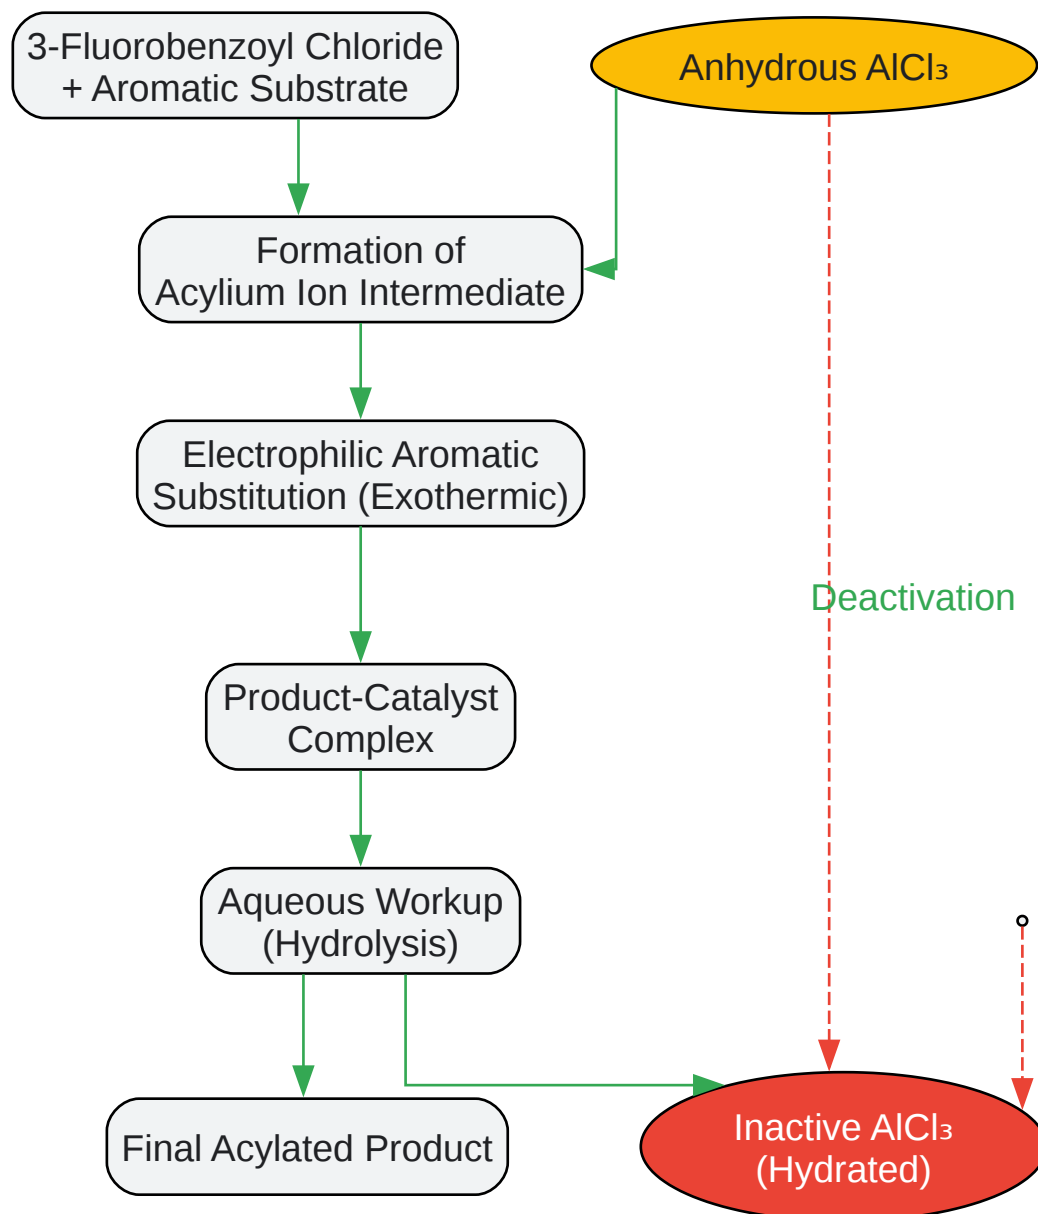 3-Fluorobenzoyl Chloride
+ Aromatic Substrate
Anhydrous AlCl₃
Formation of
Acylium Ion Intermediate
Electrophilic Aromatic
Substitution (Exothermic)
Deactivation
Product-Catalyst
Complex
Aqueous Workup
(Hydrolysis)
Final Acylated Product
Inactive AlCl₃
(Hydrated)